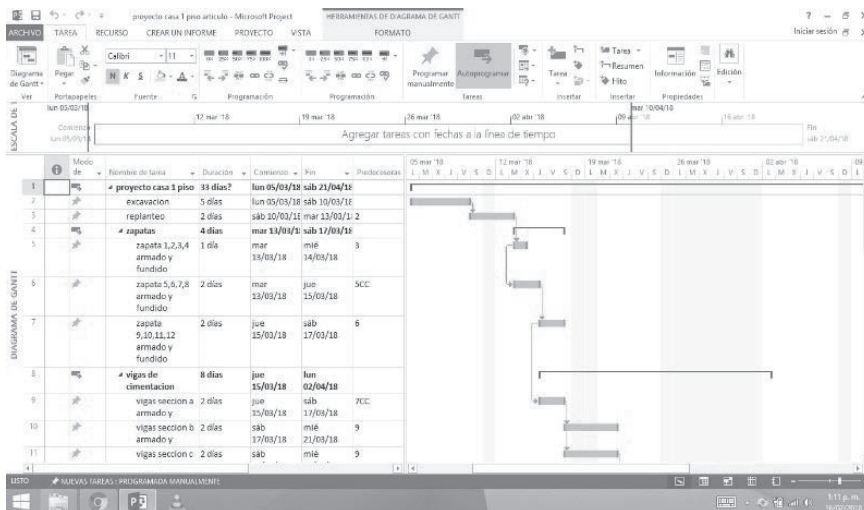 proyecto casa 1 piso articulo - Microsoft Project
HERRAMIENTAS DE DIAGRAMA DE GANTT
ARCHIVO TAREA RECURSO CREAR UN INFORME PROYECTO VISTA FORMATO
Iniciar sesión
Diagrama de Gantt
Pegar
Calibri 11
N K S
Programar manualmente
Autoprogramar
Tarea
Tarea
Resumen
Hito
Información
Edición
Ver Portapapeles Fuente Programación Programación Tareas Insertar Insertar Propiedades
ESCALA DE T
lun 05/03/18
mar 10/04/18
12 mar '18 19 mar '18 26 mar '18 02 abr '18 09 abr '18 16 abr '18
Comienzo
lun 05/03/18
Agregar tareas con fechas a la línea de tiempo
Fin
sáb 21/04/18
DIAGRAMA DE GANTT
Modo de
Nombre de tarea Duración Comienzo Fin Predecesoras
05 mar '18 12 mar '18 19 mar '18 26 mar '18 02 abr '18 09
L M X J V S D L M X J V S D L M X J V S D L M X J V S D L M X J V S D L
1 proyecto casa 1 piso 33 días? lun 05/03/18 sáb 21/04/18
2 excavacion 5 días lun 05/03/18 sáb 10/03/18
3 replanteo 2 días sáb 10/03/18 mar 13/03/18 2
4 zapatas 4 días mar 13/03/18 sáb 17/03/18
5 zapata 1,2,3,4 1 día mar mié 3
armado y 13/03/18 14/03/18
fundido
6 zapata 5,6,7,8 2 días mar jue 5CC
armado y 13/03/18 15/03/18
fundido
7 zapata 2 días jue sáb 6
9,10,11,12 15/03/18 17/03/18
armado y
fundido
8 vigas de 8 días jue lun
cimentacion 15/03/18 02/04/18
9 vigas seccion a 2 días jue sáb 7CC
armado y 15/03/18 17/03/18
10 vigas seccion b 2 días sáb mié 9
armado y 17/03/18 21/03/18
11 vigas seccion c 2 días sáb mié 9
LISTO
NUEVAS TAREAS : PROGRAMADA MANUALMENTE
1:11 p. m.
16/02/2018